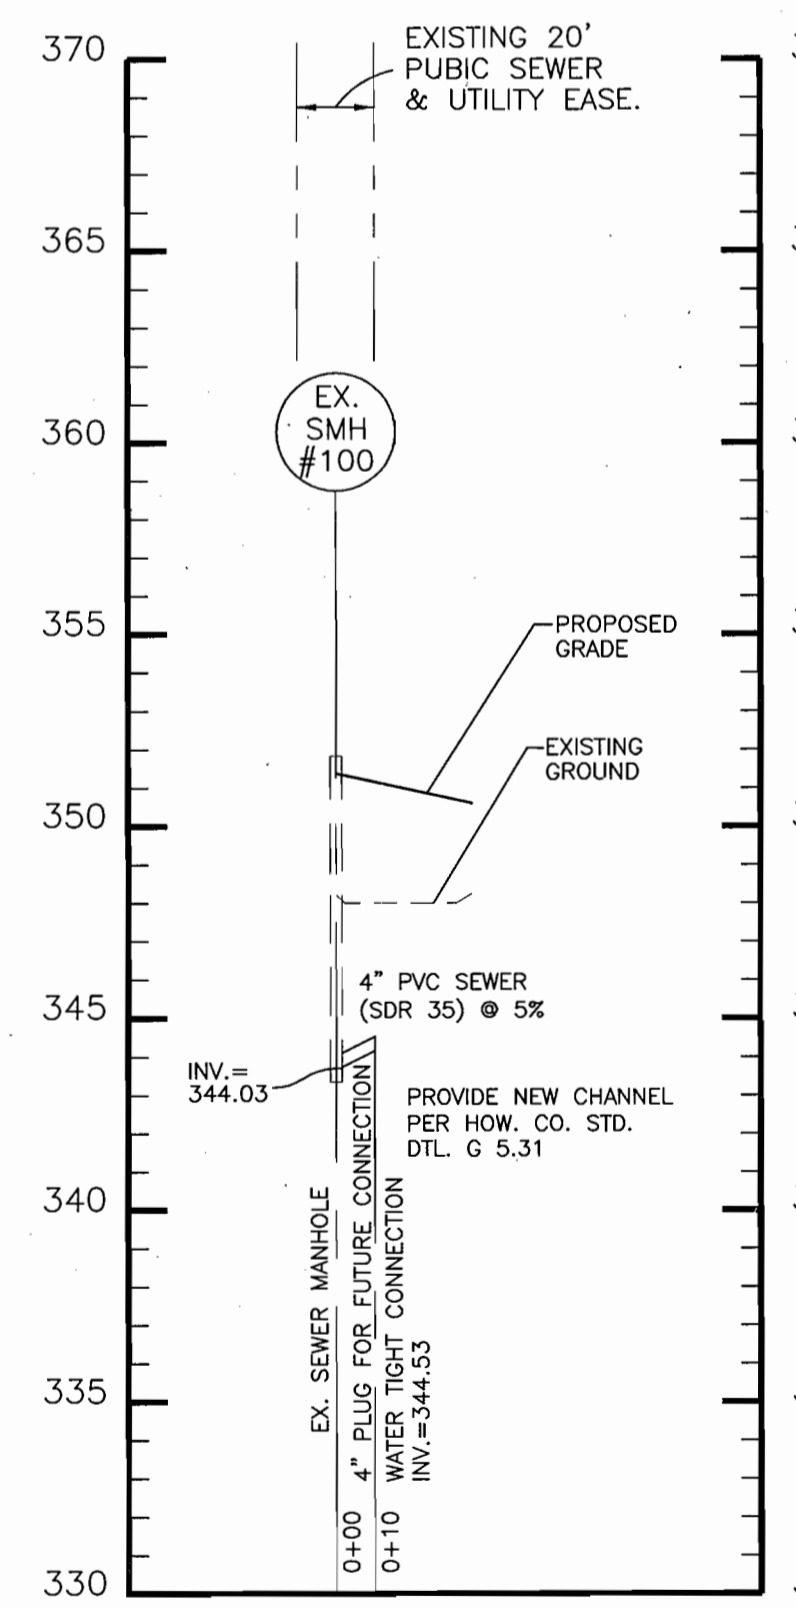 370
EXISTING 20'
PUBIC SEWER
& UTILITY EASE.
365
EX.
SMH
#100
360
355
PROPOSED
GRADE
EXISTING
GROUND
350
4" PVC SEWER
(SDR 35) @ 5%
345
INV.=
344.03
PROVIDE NEW CHANNEL
PER HOW. CO. STD.
DTL. G 5.31
340
EX. SEWER MANHOLE
4" PLUG FOR FUTURE CONNECTION
WATER TIGHT CONNECTION
INV.=344.53
335
0+00
0+10
330